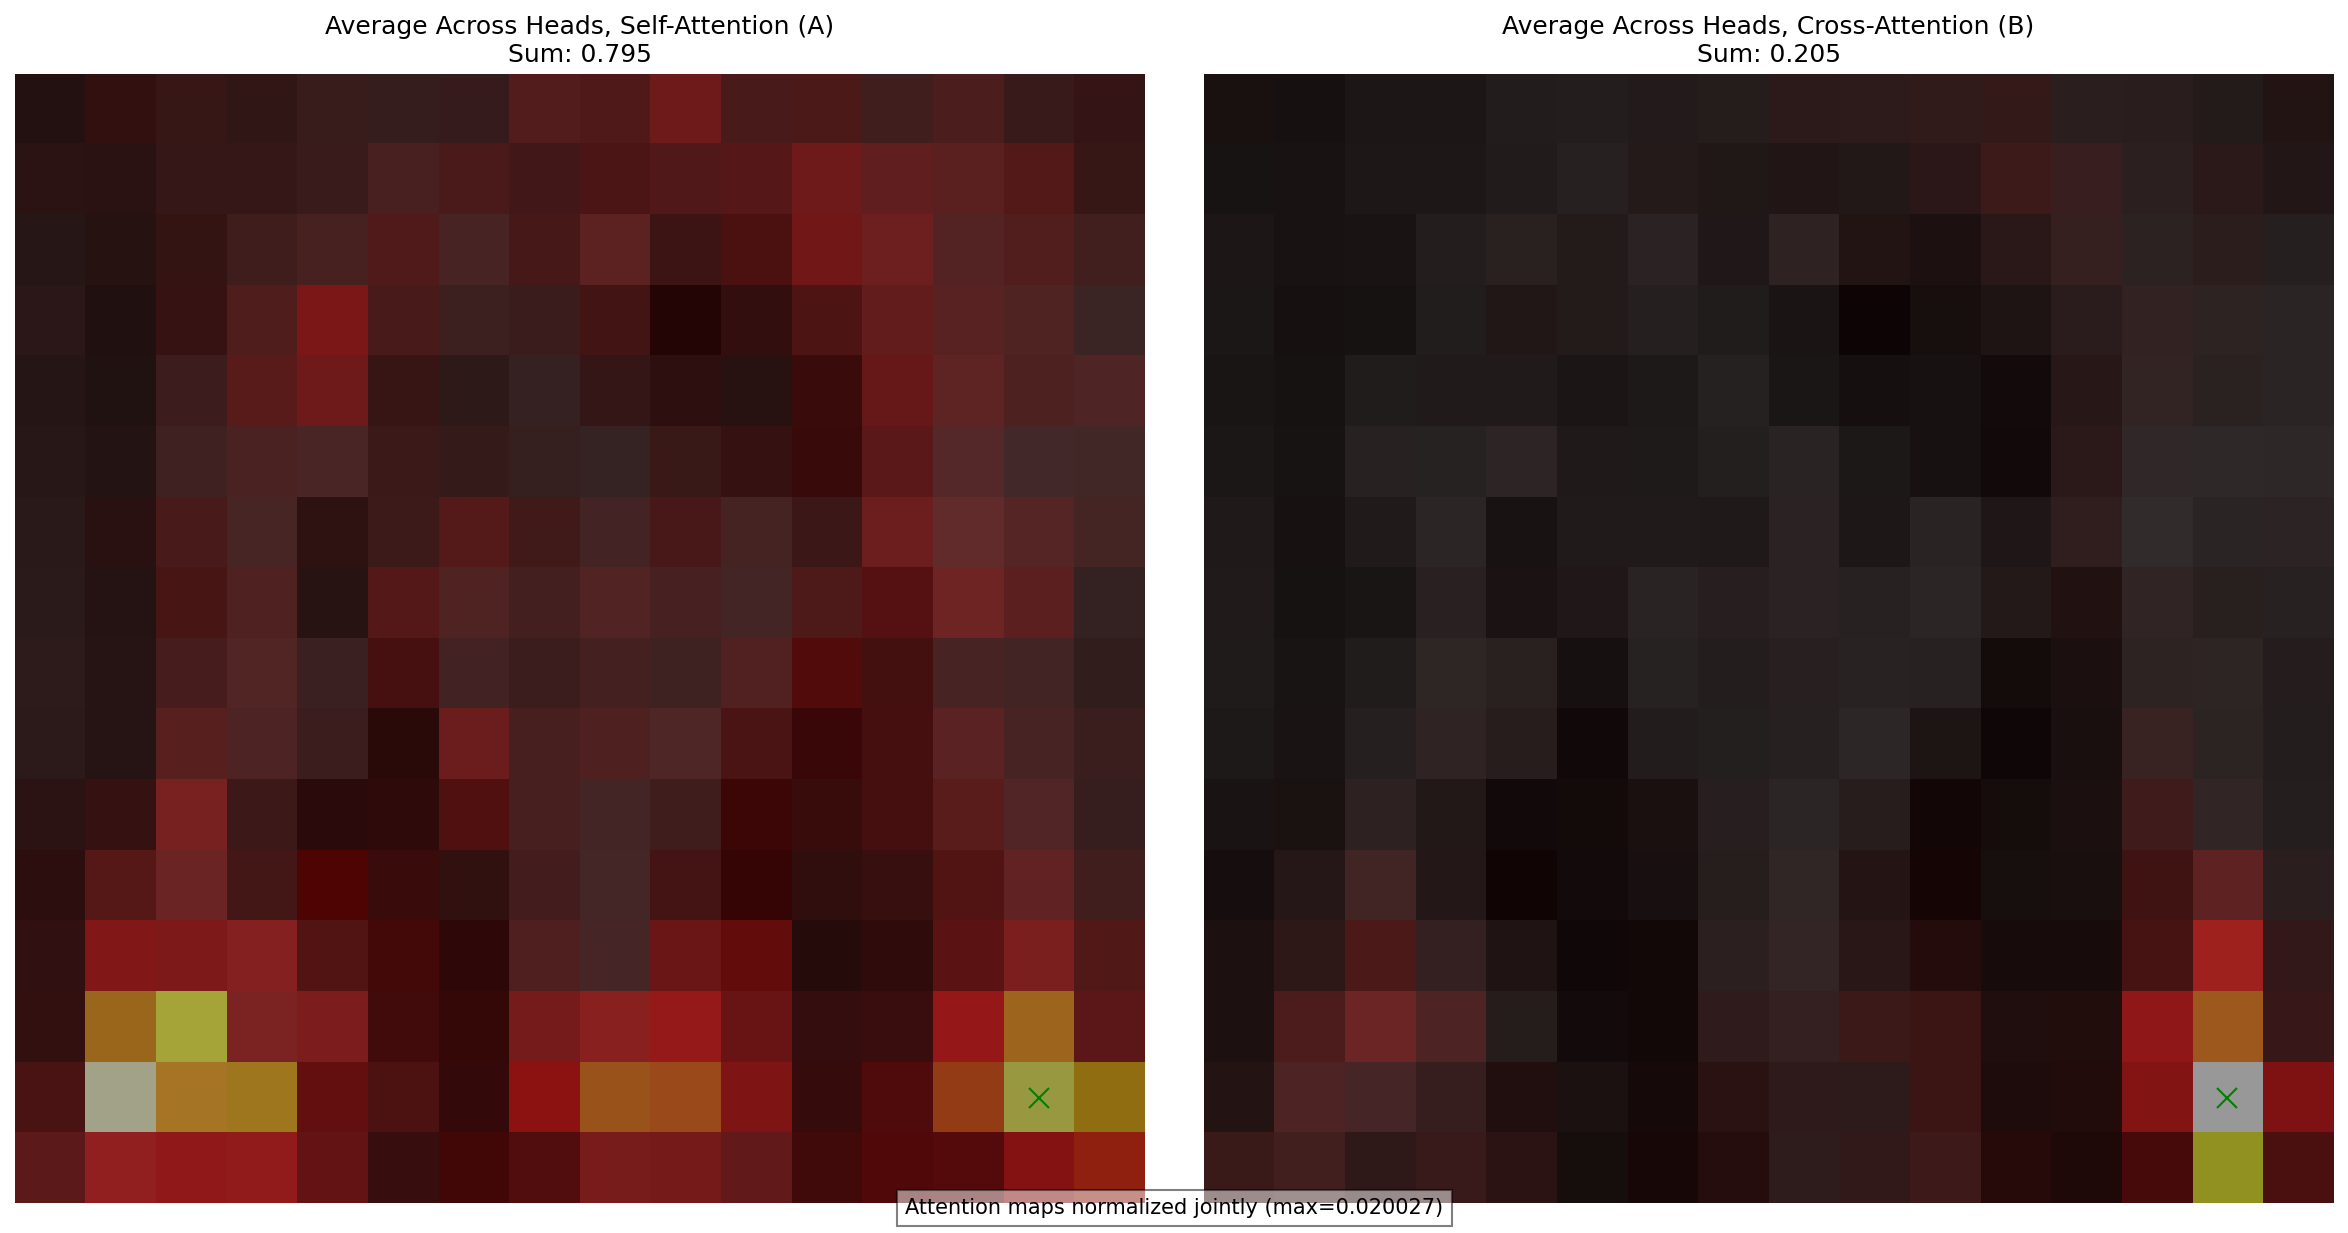 Average Across Heads, Self-Attention (A)
Sum: 0.795
Average Across Heads, Cross-Attention (B)
Sum: 0.205
Attention maps normalized jointly (max=0.020027)